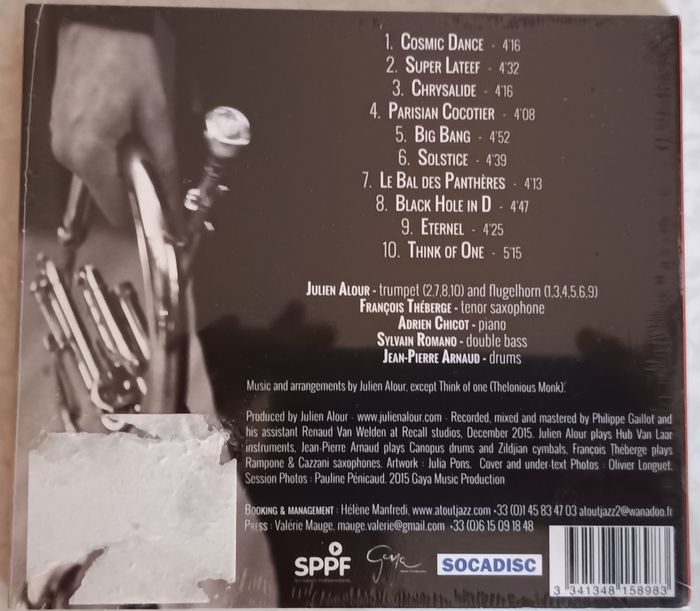 1. Cosmic Dance - 4'16
2. Super Lateef - 4'32
3. Chrysalide - 4'16
4. Parisian Cocotier - 4'08
5. Big Bang - 4'52
6. Solstice - 4'39
7. Le Bal des Panthères - 4'13
8. Black Hole in D - 4'47
9. Eternel - 4'25
10. Think of One - 5'15
Julien Alour - trumpet (2,7,8,10) and flugelhorn (1,3,4,5,6,9)
François Théberge - tenor saxophone
Adrien Chicot - piano
Sylvain Romano - double bass
Jean-Pierre Arnaud - drums
Music and arrangements by Julien Alour, except Think of one (Thelonious Monk).
Produced by Julien Alour - www.julienalour.com - Recorded, mixed and mastered by Philippe Gaillot and
his assistant Renaud Van Welden at Recall studios, December 2015. Julien Alour plays Hub Van Laar
instruments, Jean-Pierre Arnaud plays Canopus drums and Zildjian cymbals, François Théberge plays
Rampone & Cazzani saxophones. Artwork : Julia Pons. Cover and under-text Photos : Olivier Longuet.
Session Photos : Pauline Pénicaud. 2015 Gaya Music Production
Booking & management : Hélène Manfredi, www.atoutjazz.com +33 (0)1 45 83 47 03 atoutjazz2@wanadoo.fr
Press : Valérie Mauge, mauge.valerie@gmail.com +33 (0)6 15 09 18 48
SPPF
Gaya
SOCADISC
3 341348 158983